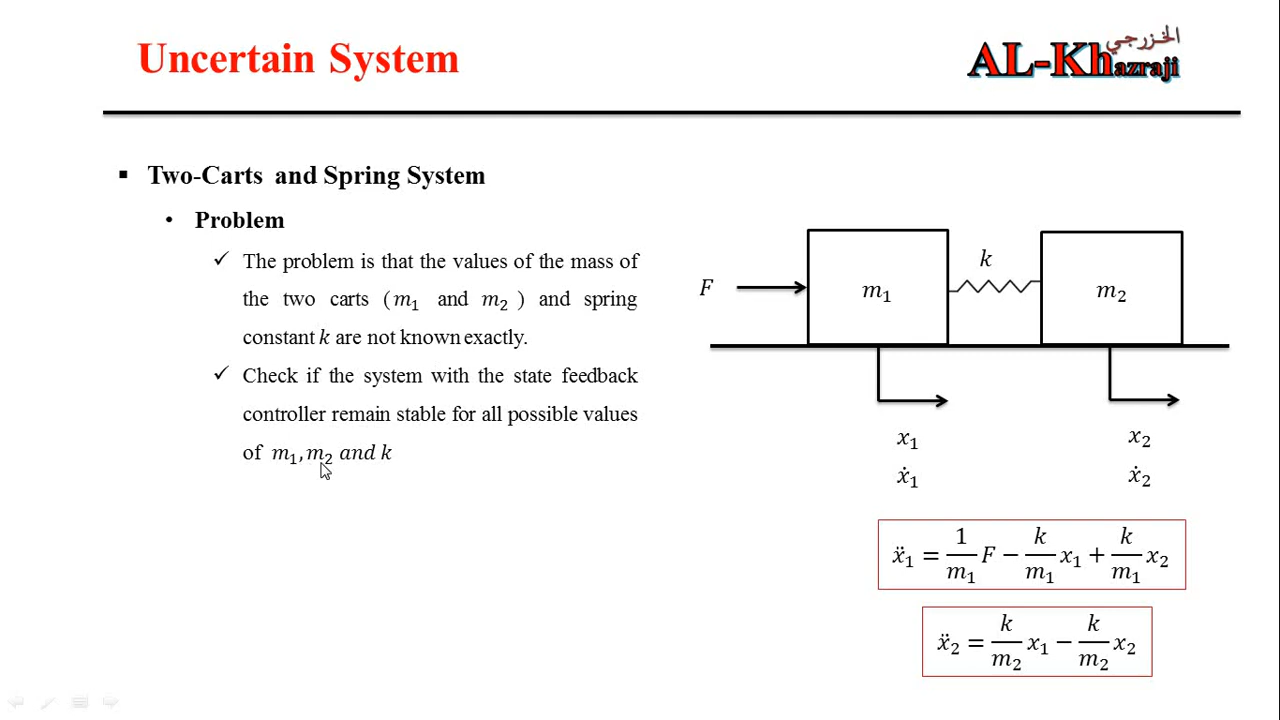 Uncertain System
الخزرجي
AL-Khazraji
▪ Two-Carts and Spring System
• Problem
✓ The problem is that the values of the mass of
the two carts (m₁ and m₂ ) and spring
constant k are not known exactly.
✓ Check if the system with the state feedback
controller remain stable for all possible values
of m₁, m₂ and k
F
m₁
k
m₂
x₁
x₂
ẋ₁
ẋ₂
ẍ₁ = 1/m₁ F − k/m₁ x₁ + k/m₁ x₂
ẍ₂ = k/m₂ x₁ − k/m₂ x₂